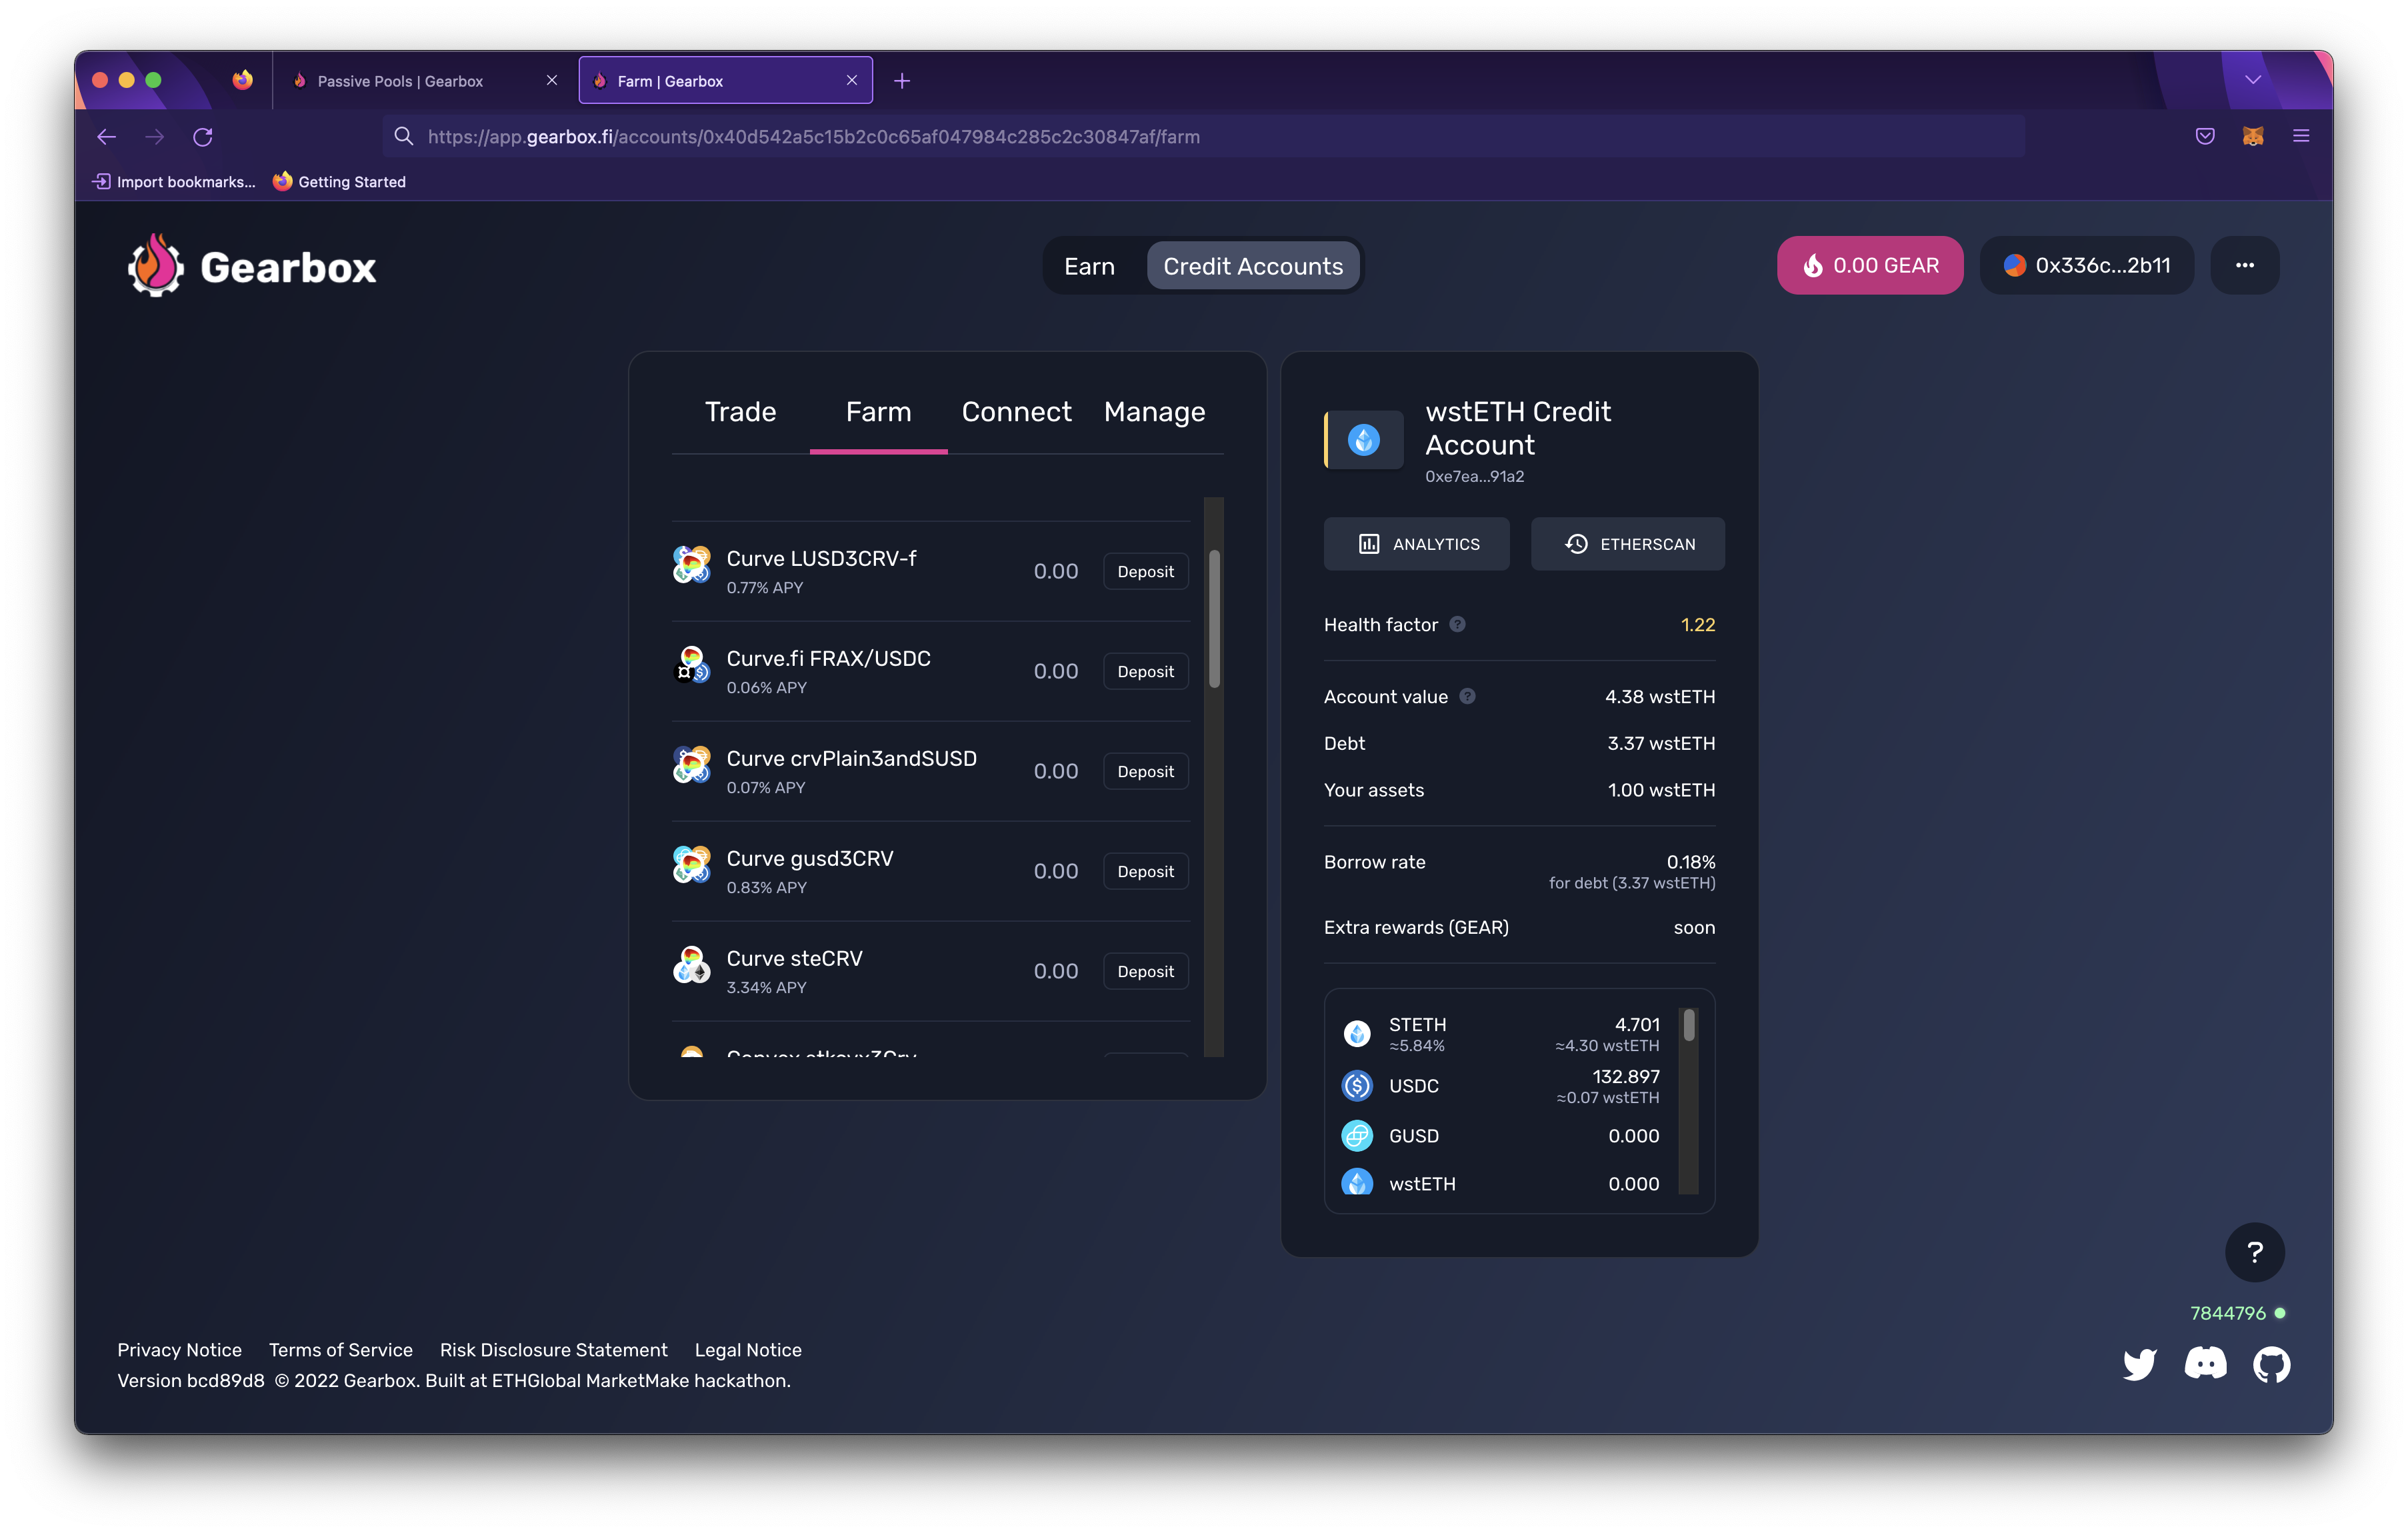 Passive Pools | Gearbox
Farm | Gearbox
https://app.gearbox.fi/accounts/0x40d542a5c15b2c0c65af047984c285c2c30847af/farm
Import bookmarks...
Getting Started
Gearbox
Earn
Credit Accounts
0.00 GEAR
0x336c...2b11
Trade
Farm
Connect
Manage
Curve LUSD3CRV-f
0.77% APY
0.00
Deposit
Curve.fi FRAX/USDC
0.06% APY
0.00
Deposit
Curve crvPlain3andSUSD
0.07% APY
0.00
Deposit
Curve gusd3CRV
0.83% APY
0.00
Deposit
Curve steCRV
3.34% APY
0.00
Deposit
wstETH Credit
Account
0xe7ea...91a2
ANALYTICS
ETHERSCAN
Health factor ?
1.22
Account value ?
4.38 wstETH
Debt
3.37 wstETH
Your assets
1.00 wstETH
Borrow rate
0.18%
for debt (3.37 wstETH)
Extra rewards (GEAR)
soon
STETH
≈5.84%
4.701
≈4.30 wstETH
USDC
132.897
≈0.07 wstETH
GUSD
0.000
wstETH
0.000
?
7844796
Privacy Notice
Terms of Service
Risk Disclosure Statement
Legal Notice
Version bcd89d8 © 2022 Gearbox. Built at ETHGlobal MarketMake hackathon.